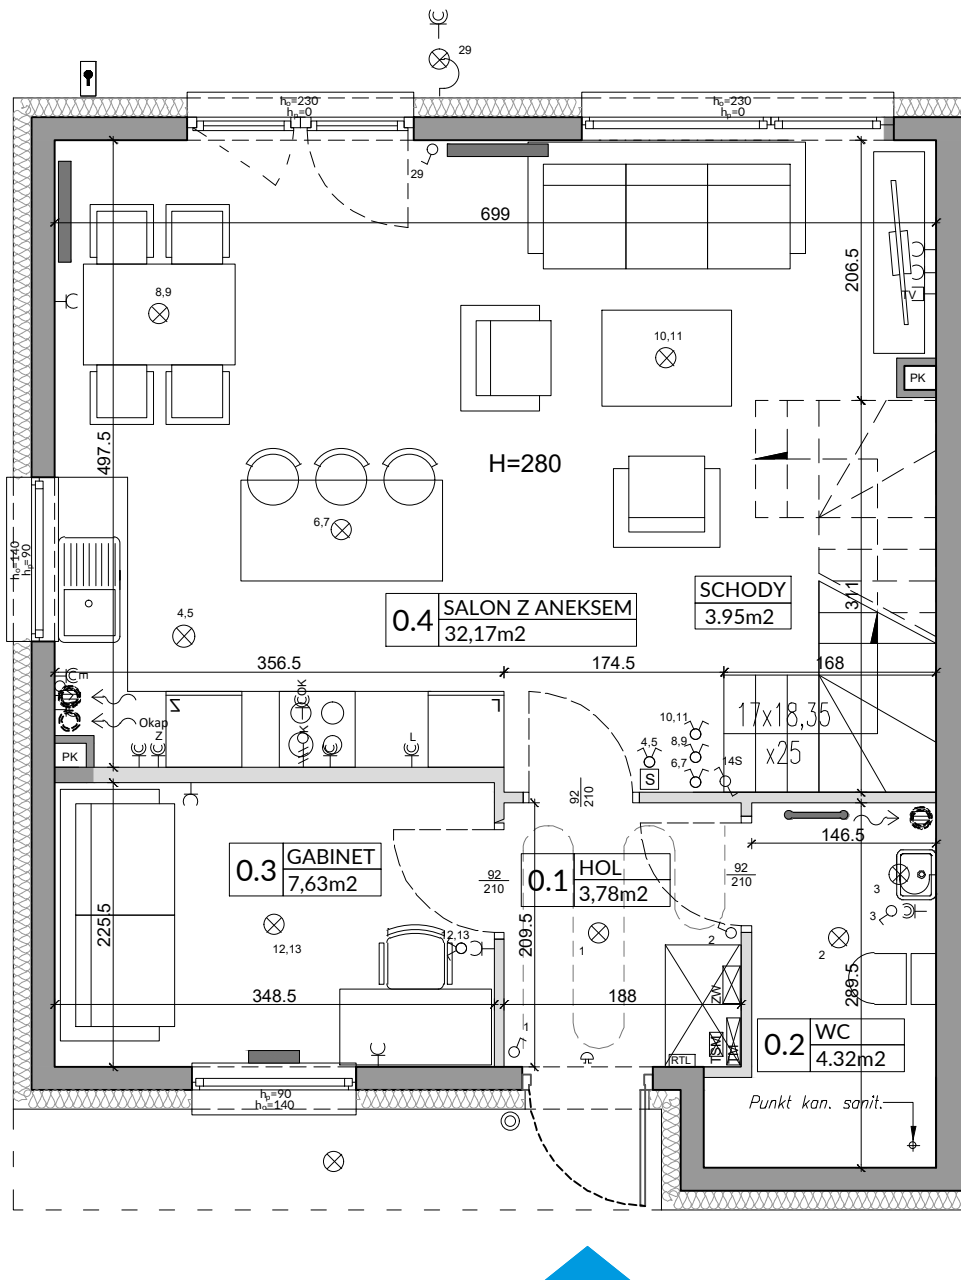 29
hₒ=230
hₚ=0
hₒ=230
hₚ=0
29
699
206.5
8,9
10,11
TV
PK
497.5
H=280
6,7
hₒ=140
hₚ=90
SCHODY
3.95m2
311
0.4
SALON Z ANEKSEM
32,17m2
4,5
356.5
174.5
168
E
Okap
Z
K
COK
L
PK
10,11
17x18,35
x25
4,5
8,9
6,7
14S
S
92
210
146.5
0.3
GABINET
7,63m2
92
210
0.1
HOL
3,78m2
92
210
3
3
225.5
209.5
289.5
12,13
12,13
1
2
2
348.5
188
ZW
TSM
TM
RTL
1
0.2
WC
4.32m2
hₚ=90
hₒ=140
Punkt kan. sanit.